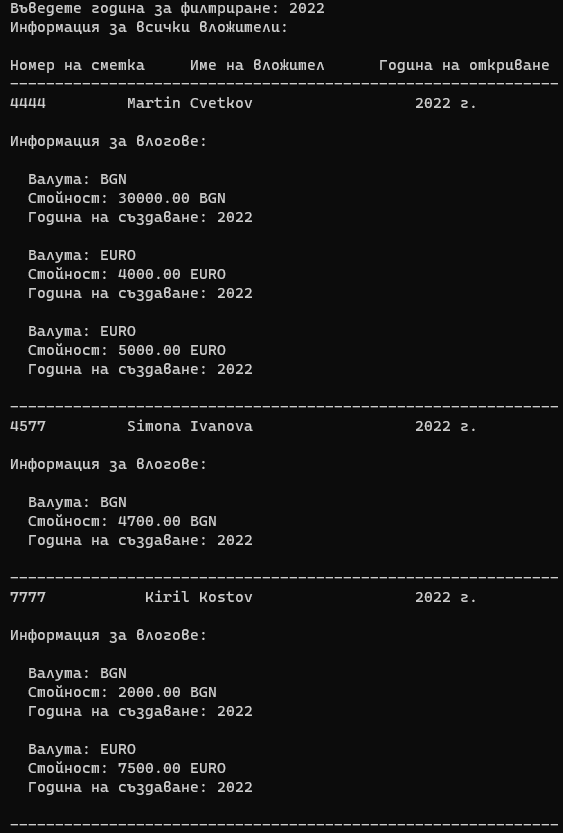 Въведете година за филтриране: 2022
Информация за всички вложители:
Номер на сметка     Име на вложител      Година на откриване
-------------------------------------------------------------
4444         Martin Cvetkov                  2022 г.
Информация за влогове:
Валута: BGN
Стойност: 30000.00 BGN
Година на създаване: 2022
Валута: EURO
Стойност: 4000.00 EURO
Година на създаване: 2022
Валута: EURO
Стойност: 5000.00 EURO
Година на създаване: 2022
-------------------------------------------------------------
4577         Simona Ivanova                  2022 г.
Информация за влогове:
Валута: BGN
Стойност: 4700.00 BGN
Година на създаване: 2022
-------------------------------------------------------------
7777           Kiril Kostov                  2022 г.
Информация за влогове:
Валута: BGN
Стойност: 2000.00 BGN
Година на създаване: 2022
Валута: EURO
Стойност: 7500.00 EURO
Година на създаване: 2022
-------------------------------------------------------------